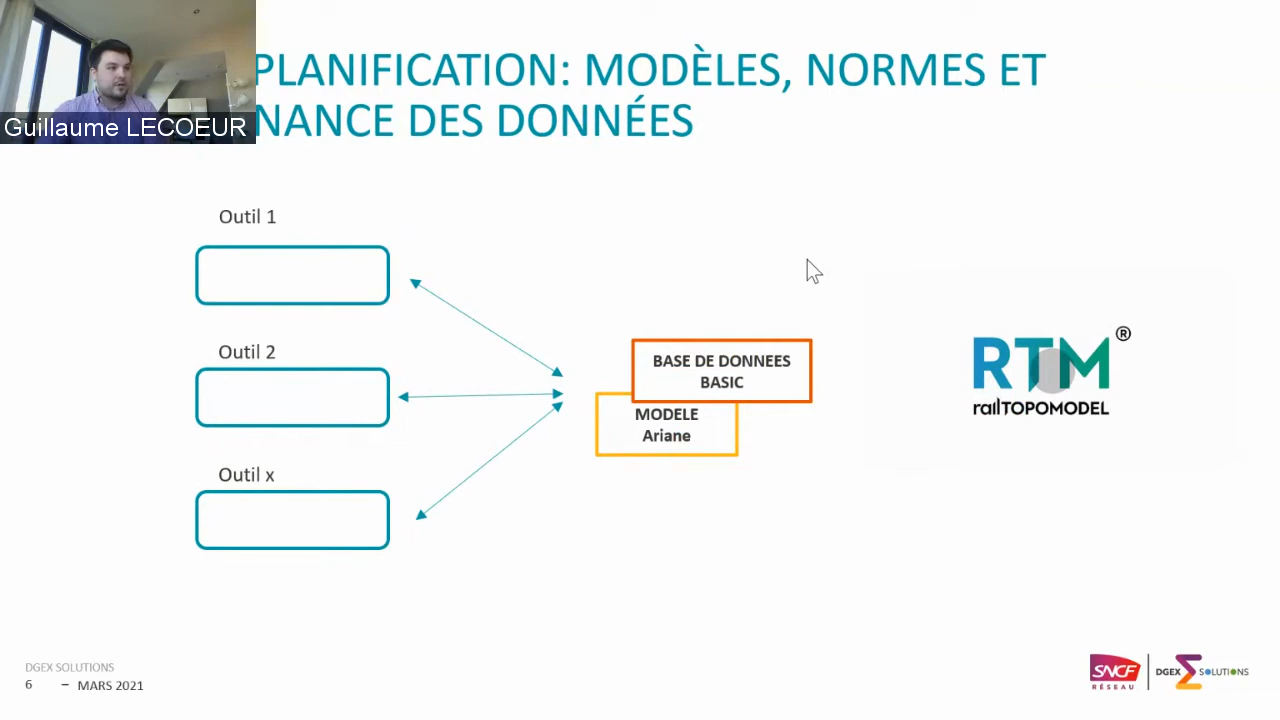 PLANIFICATION: MODÈLES, NORMES ET
NANCE DES DONNÉES
Guillaume LECOEUR
Outil 1
Outil 2
Outil x
BASE DE DONNEES
BASIC
MODELE
Ariane
RTM®
railTOPOMODEL
DGEX SOLUTIONS
6 – MARS 2021
SNCF
RÉSEAU
DGEX SOLUTIONS